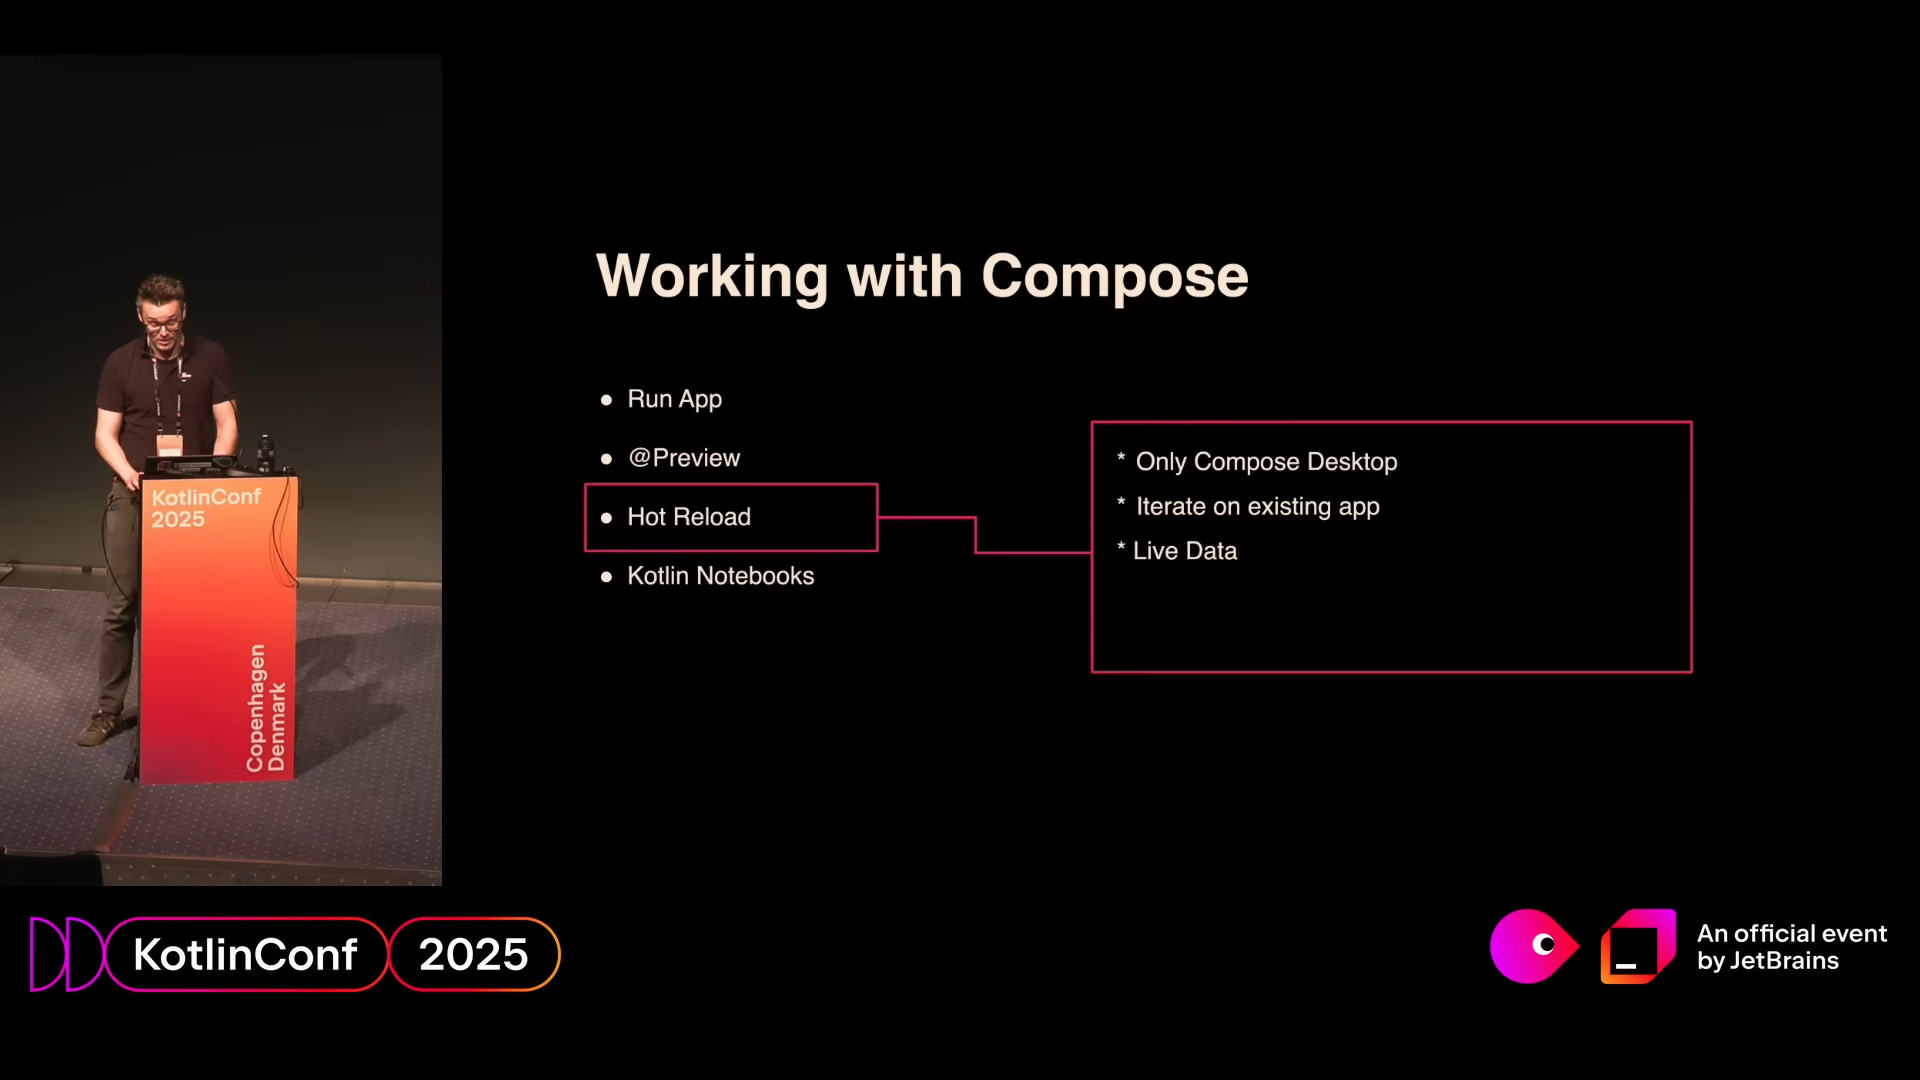 Working with Compose
● Run App
● @Preview
● Hot Reload
● Kotlin Notebooks
* Only Compose Desktop
* Iterate on existing app
* Live Data
KotlinConf
2025
Copenhagen
Denmark
KotlinConf 2025
An official event
by JetBrains